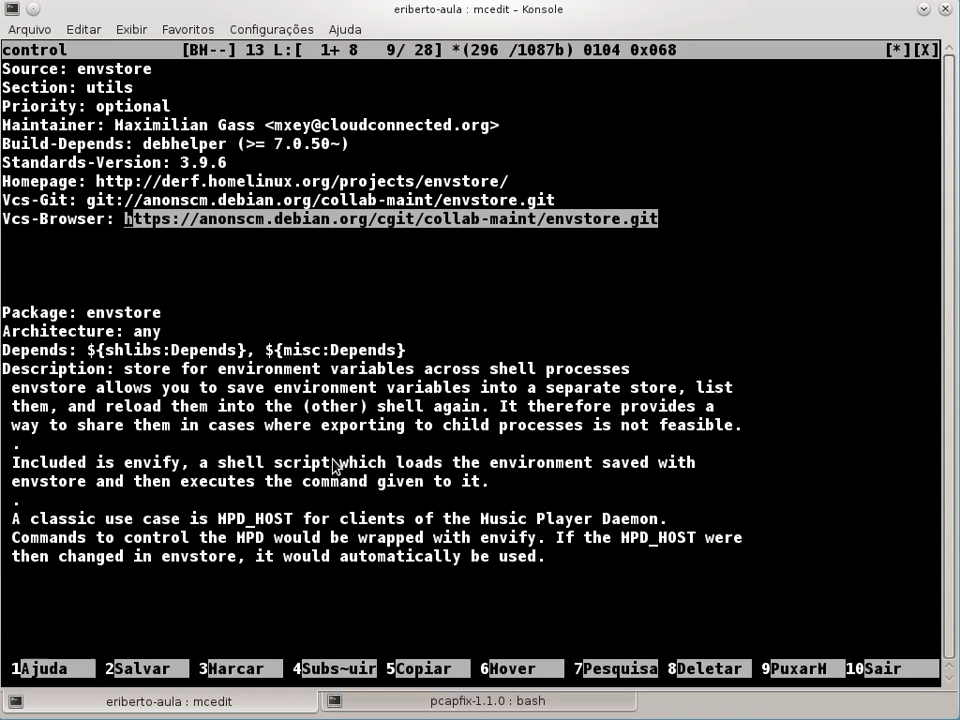 eriberto-aula : mcedit – Konsole
Arquivo Editar Exibir Favoritos Configurações Ajuda
control [BM--] 13 L:[ 1+ 8 9/ 28] *(296 /1087b) 0104 0x068 [*][X]
Source: envstore
Section: utils
Priority: optional
Maintainer: Maximilian Gass <mxey@cloudconnected.org>
Build-Depends: debhelper (>= 7.0.50~)
Standards-Version: 3.9.6
Homepage: http://derf.homelinux.org/projects/envstore/
Vcs-Git: git://anonscm.debian.org/collab-maint/envstore.git
Vcs-Browser: https://anonscm.debian.org/cgit/collab-maint/envstore.git
Package: envstore
Architecture: any
Depends: ${shlibs:Depends}, ${misc:Depends}
Description: store for environment variables across shell processes
envstore allows you to save environment variables into a separate store, list
them, and reload them into the (other) shell again. It therefore provides a
way to share them in cases where exporting to child processes is not feasible.
.
Included is envify, a shell script which loads the environment saved with
envstore and then executes the command given to it.
.
A classic use case is MPD_HOST for clients of the Music Player Daemon.
Commands to control the MPD would be wrapped with envify. If the MPD_HOST were
then changed in envstore, it would automatically be used.
1Ajuda 2Salvar 3Marcar 4Subs~uir 5Copiar 6Mover 7Pesquisa 8Deletar 9PuxarM 10Sair
eriberto-aula : mcedit pcapfix-1.1.0 : bash